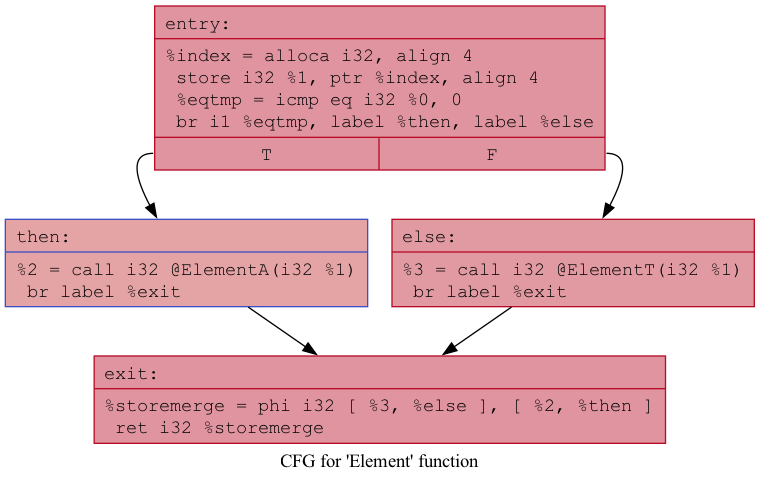 entry:
%index = alloca i32, align 4
store i32 %1, ptr %index, align 4
%eqtmp = icmp eq i32 %0, 0
br i1 %eqtmp, label %then, label %else
T F
then:
%2 = call i32 @ElementA(i32 %1)
br label %exit
else:
%3 = call i32 @ElementT(i32 %1)
br label %exit
exit:
%storemerge = phi i32 [ %3, %else ], [ %2, %then ]
ret i32 %storemerge
CFG for 'Element' function